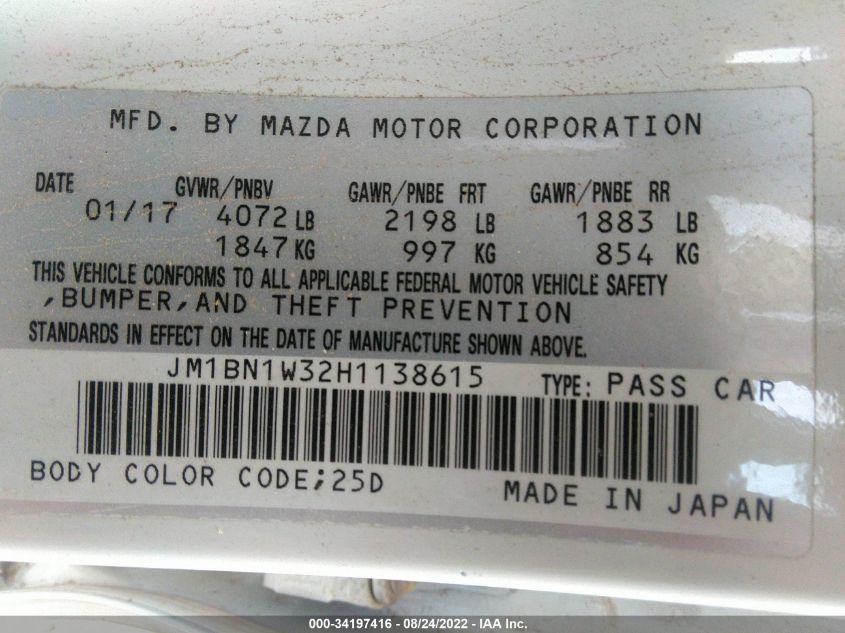 MFD. BY MAZDA MOTOR CORPORATION
DATE GVWR/PNBV GAWR/PNBE FRT GAWR/PNBE RR
01/17 4072 LB 2198 LB 1883 LB
1847 KG 997 KG 854 KG
THIS VEHICLE CONFORMS TO ALL APPLICABLE FEDERAL MOTOR VEHICLE SAFETY
,BUMPER,AND THEFT PREVENTION
STANDARDS IN EFFECT ON THE DATE OF MANUFACTURE SHOWN ABOVE.
JM1BN1W32H1138615 TYPE: PASS CAR
BODY COLOR CODE;25D
MADE IN JAPAN
000-34197416 - 08/24/2022 - IAA Inc.